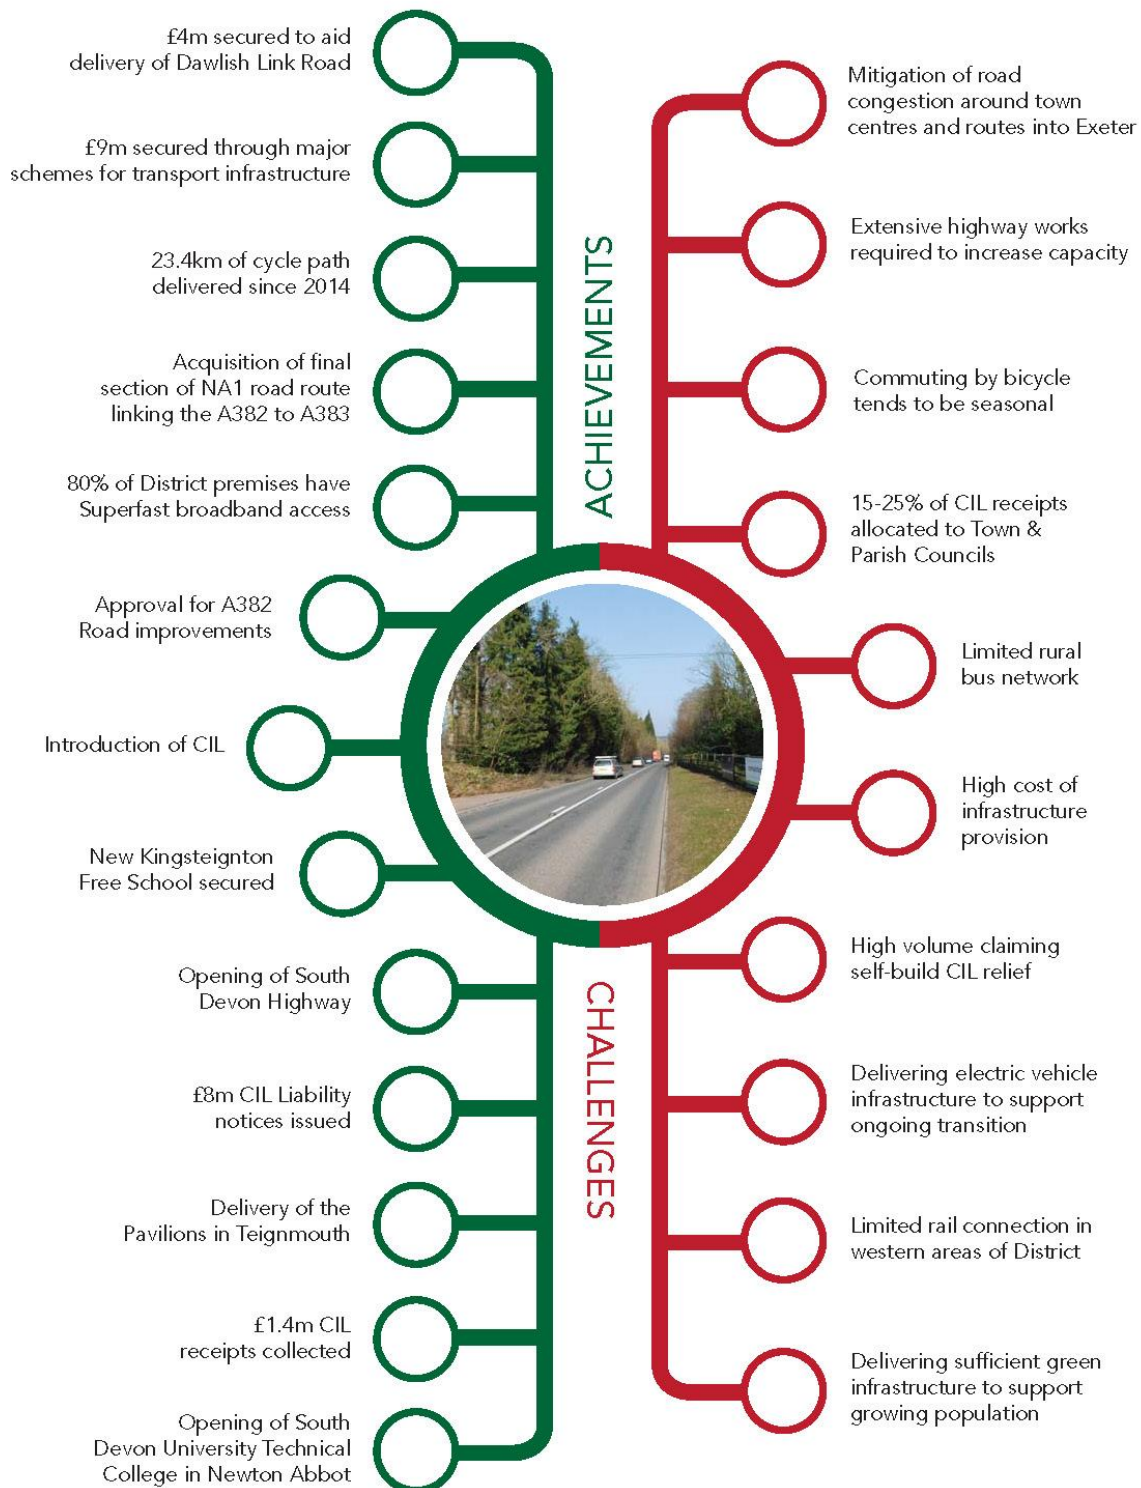 £4m secured to aid
delivery of Dawlish Link Road
£9m secured through major
schemes for transport infrastructure
23.4km of cycle path
delivered since 2014
Acquisition of final
section of NA1 road route
linking the A382 to A383
80% of District premises have
Superfast broadband access
Approval for A382
Road improvements
Introduction of CIL
New Kingsteignton
Free School secured
Opening of South
Devon Highway
£8m CIL Liability
notices issued
Delivery of the
Pavilions in Teignmouth
£1.4m CIL
receipts collected
Opening of South
Devon University Technical
College in Newton Abbot
ACHIEVEMENTS
CHALLENGES
Mitigation of road
congestion around town
centres and routes into Exeter
Extensive highway works
required to increase capacity
Commuting by bicycle
tends to be seasonal
15-25% of CIL receipts
allocated to Town &
Parish Councils
Limited rural
bus network
High cost of
infrastructure
provision
High volume claiming
self-build CIL relief
Delivering electric vehicle
infrastructure to support
ongoing transition
Limited rail connection in
western areas of District
Delivering sufficient green
infrastructure to support
growing population